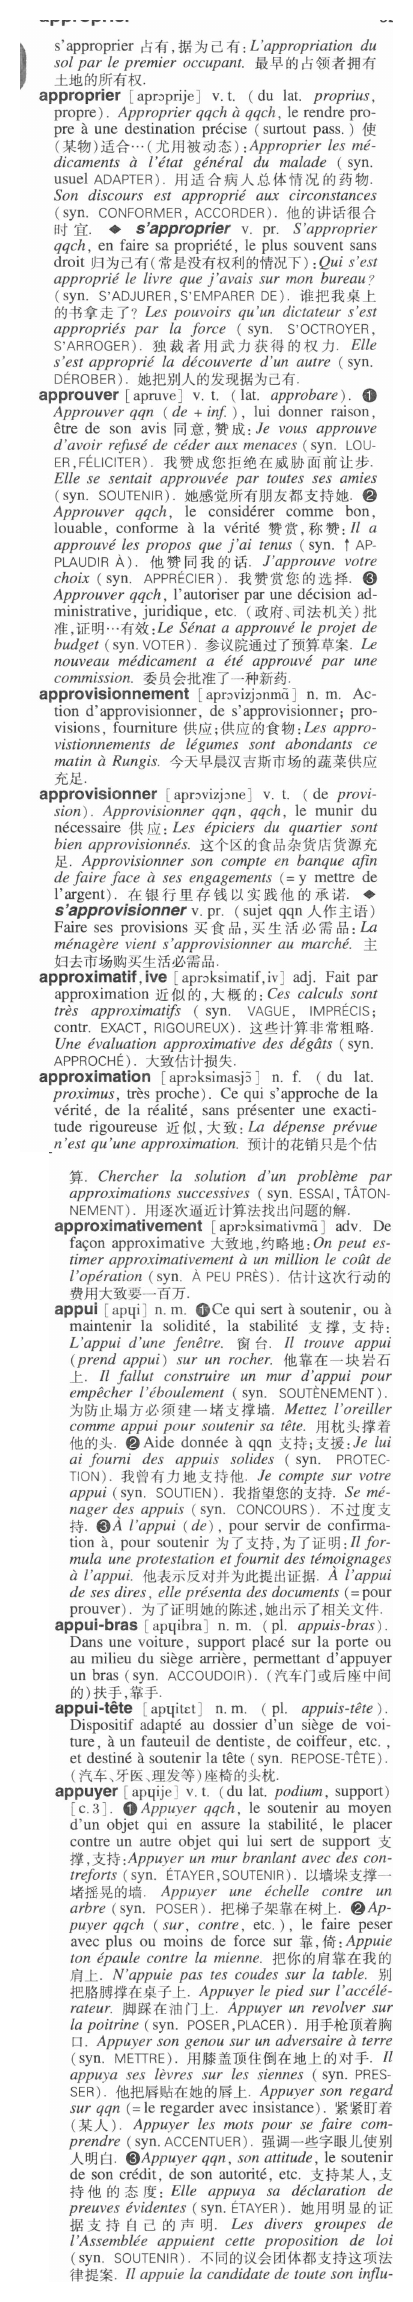 s'approprier 占有,据为己有:L'appropriation du
sol par le premier occupant. 最早的占领者拥有
土地的所有权.
approprier [aprɔprije] v. t. (du lat. proprius,
propre). Approprier qqch à qqch, le rendre pro-
pre à une destination précise (surtout pass.) 使
(某物)适合…(尤用被动态):Approprier les mé-
dicaments à l'état général du malade (syn.
usuel ADAPTER). 用适合病人总体情况的药物.
Son discours est approprié aux circonstances
(syn. CONFORMER, ACCORDER). 他的讲话很合
时宜. ◆ s'approprier v. pr. S'approprier
qqch, en faire sa propriété, le plus souvent sans
droit 归为己有(常是没有权利的情况下):Qui s'est
approprié le livre que j'avais sur mon bureau?
(syn. S'ADJURER,S'EMPARER DE). 谁把我桌上
的书拿走了? Les pouvoirs qu'un dictateur s'est
appropriés par la force (syn. S'OCTROYER,
S'ARROGER). 独裁者用武力获得的权力. Elle
s'est approprié la découverte d'un autre (syn.
DÉROBER). 她把别人的发现据为己有.
approuver [apruve] v. t. (lat. approbare). ❶
Approuver qqn (de + inf.), lui donner raison,
être de son avis 同意,赞成:Je vous approuve
d'avoir refusé de céder aux menaces (syn. LOU-
ER,FÉLICITER). 我赞成您拒绝在威胁面前让步.
Elle se sentait approuvée par toutes ses amies
(syn. SOUTENIR). 她感觉所有朋友都支持她. ❷
Approuver qqch, le considérer comme bon,
louable, conforme à la vérité 赞赏,称赞:Il a
approuvé les propos que j'ai tenus (syn. ↑ AP-
PLAUDIR À). 他赞同我的话. J'approuve votre
choix (syn. APPRÉCIER). 我赞赏您的选择. ❸
Approuver qqch, l'autoriser par une décision ad-
ministrative, juridique, etc. (政府、司法机关)批
准,证明…有效:Le Sénat a approuvé le projet de
budget (syn. VOTER). 参议院通过了预算草案. Le
nouveau médicament a été approuvé par une
commission. 委员会批准了一种新药.
approvisionnement [aprɔvizjɔnmɑ̃] n. m. Ac-
tion d'approvisionner, de s'approvisionner; pro-
visions, fourniture 供应;供应的食物:Les appro-
vistionnements de légumes sont abondants ce
matin à Rungis. 今天早晨汉吉斯市场的蔬菜供应
充足.
approvisionner [aprɔvizjɔne] v. t. (de provi-
sion). Approvisionner qqn, qqch, le munir du
nécessaire 供应: Les épiciers du quartier sont
bien approvisionnés. 这个区的食品杂货店货源充
足. Approvisionner son compte en banque afin
de faire face à ses engagements (= y mettre de
l'argent). 在银行里存钱以实践他的承诺. ◆
s'approvisionner v. pr. (sujet qqn 人作主语)
Faire ses provisions 买食品,买生活必需品: La
ménagère vient s'approvisionner au marché. 主
妇去市场购买生活必需品.
approximatif,ive [aprɔksimatif,iv] adj. Fait par
approximation 近似的,大概的: Ces calculs sont
très approximatifs (syn. VAGUE, IMPRÉCIS;
contr. EXACT, RIGOUREUX). 这些计算非常粗略.
Une évaluation approximative des dégâts (syn.
APPROCHÉ). 大致估计损失.
approximation [aprɔksimasjɔ̃] n. f. (du lat.
proximus, très proche). Ce qui s'approche de la
vérité, de la réalité, sans présenter une exacti-
tude rigoureuse 近似,大致: La dépense prévue
n'est qu'une approximation. 预计的花销只是个估
算. Chercher la solution d'un problème par
approximations successives (syn. ESSAI, TÂTON-
NEMENT). 用逐次逼近计算法找出问题的解.
approximativement [aprɔksimativmɑ̃] adv. De
façon approximative 大致地,约略地:On peut es-
timer approximativement à un million le coût de
l'opération (syn. À PEU PRÈS). 估计这次行动的
费用大致要一百万.
appui [apɥi] n. m. ❶Ce qui sert à soutenir, ou à
maintenir la solidité, la stabilité 支撑,支持:
L'appui d'une fenêtre. 窗台. Il trouve appui
(prend appui) sur un rocher. 他靠在一块岩石
上. Il fallut construire un mur d'appui pour
empêcher l'éboulement (syn. SOUTÈNEMENT).
为防止塌方必须建一堵支撑墙. Mettez l'oreiller
comme appui pour soutenir sa tête. 用枕头撑着
他的头. ❷ Aide donnée à qqn 支持;支援:Je lui
ai fourni des appuis solides (syn. PROTEC-
TION). 我曾有力地支持他. Je compte sur votre
appui (syn. SOUTIEN). 我指望您的支持. Se mé-
nager des appuis (syn. CONCOURS). 不过度支
持. ❸À l'appui (de), pour servir de confirma-
tion à, pour soutenir 为了支持,为了证明:Il for-
mula une protestation et fournit des témoignages
à l'appui. 他表示反对并为此提出证据. À l'appui
de ses dires, elle présenta des documents (=pour
prouver). 为了证明她的陈述,她出示了相关文件.
appui-bras [apɥibra] n. m. (pl. appuis-bras).
Dans une voiture, support placé sur la porte ou
au milieu du siège arrière, permettant d'appuyer
un bras (syn. ACCOUDOIR). (汽车门或后座中间
的)扶手,靠手.
appui-tête [apɥitɛt] n. m. (pl. appuis-tête).
Dispositif adapté au dossier d'un siège de voi-
ture, à un fauteuil de dentiste, de coiffeur, etc.,
et destiné à soutenir la tête (syn. REPOSE-TÊTE).
(汽车、牙医、理发等)座椅的头枕.
appuyer [apɥije] v. t. (du lat. podium, support)
[c. 3]. ❶ Appuyer qqch, le soutenir au moyen
d'un objet qui en assure la stabilité, le placer
contre un autre objet qui lui sert de support 支
撑,支持:Appuyer un mur branlant avec des con-
treforts (syn. ÉTAYER,SOUTENIR). 以墙垛支撑一
堵摇晃的墙. Appuyer une échelle contre un
arbre (syn. POSER). 把梯子架靠在树上. ❷Ap-
puyer qqch (sur, contre, etc.), le faire peser
avec plus ou moins de force sur 靠,倚:Appuie
ton épaule contre la mienne. 把你的肩靠在我的
肩上. N'appuie pas tes coudes sur la table. 别
把胳膊撑在桌子上. Appuyer le pied sur l'accélé-
rateur. 脚踩在油门上. Appuyer un revolver sur
la poitrine (syn. POSER,PLACER). 用手枪顶着胸
口. Appuyer son genou sur un adversaire à terre
(syn. METTRE). 用膝盖顶住倒在地上的对手. Il
appuya ses lèvres sur les siennes (syn. PRES-
SER). 他把唇贴在她的唇上. Appuyer son regard
sur qqn (= le regarder avec insistance). 紧紧盯着
(某人). Appuyer les mots pour se faire com-
prendre (syn. ACCENTUER). 强调一些字眼儿使别
人明白. ❸Appuyer qqn, son attitude, le soutenir
de son crédit, de son autorité, etc. 支持某人,支
持他的态度: Elle appuya sa déclaration de
preuves évidentes (syn. ÉTAYER). 她用明显的证
据支持自己的声明. Les divers groupes de
l'Assemblée appuient cette proposition de loi
(syn. SOUTENIR). 不同的议会团体都支持这项法
律提案. Il appuie la candidate de toute son influ-